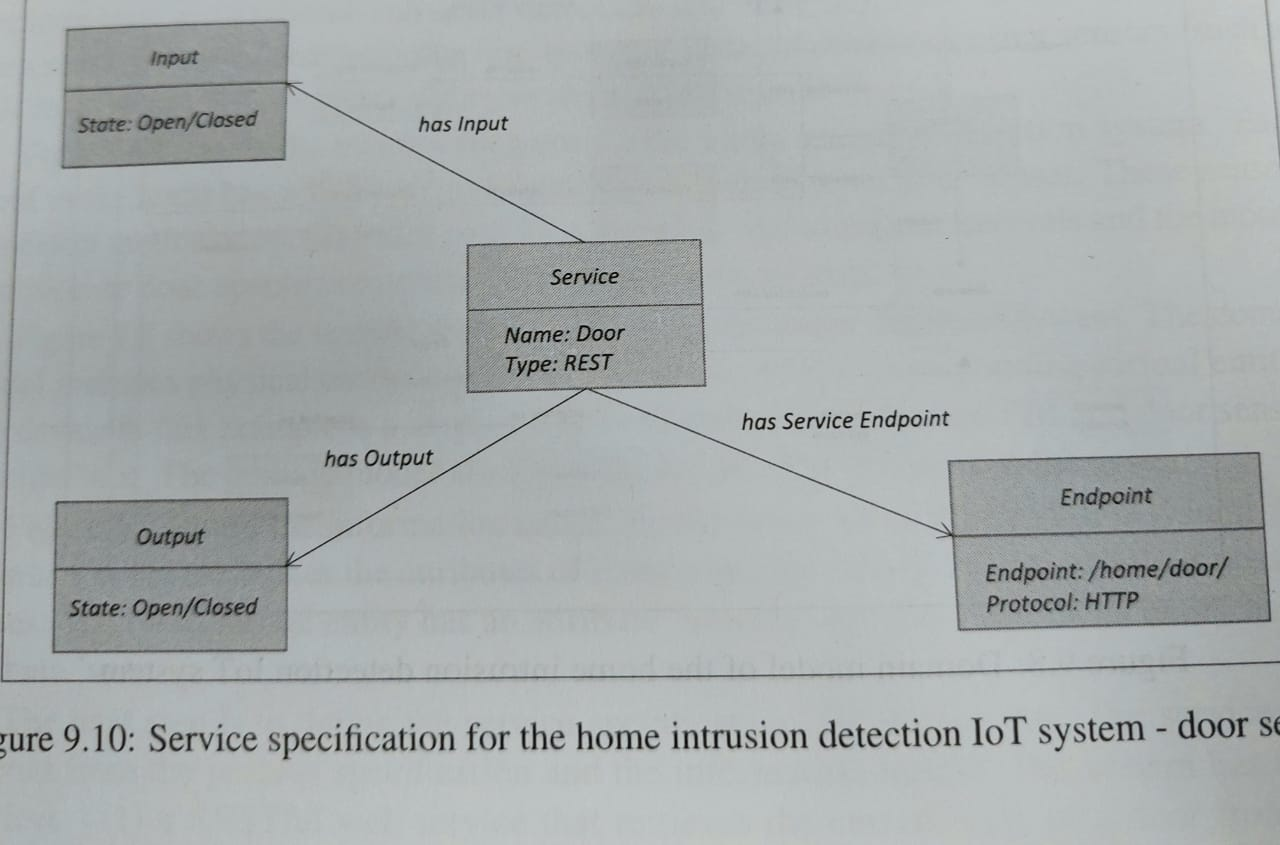 Input
State: Open/Closed
has Input
Service
Name: Door
Type: REST
has Service Endpoint
has Output
Endpoint
Endpoint: /home/door/
Protocol: HTTP
Output
State: Open/Closed
gure 9.10: Service specification for the home intrusion detection IoT system - door se